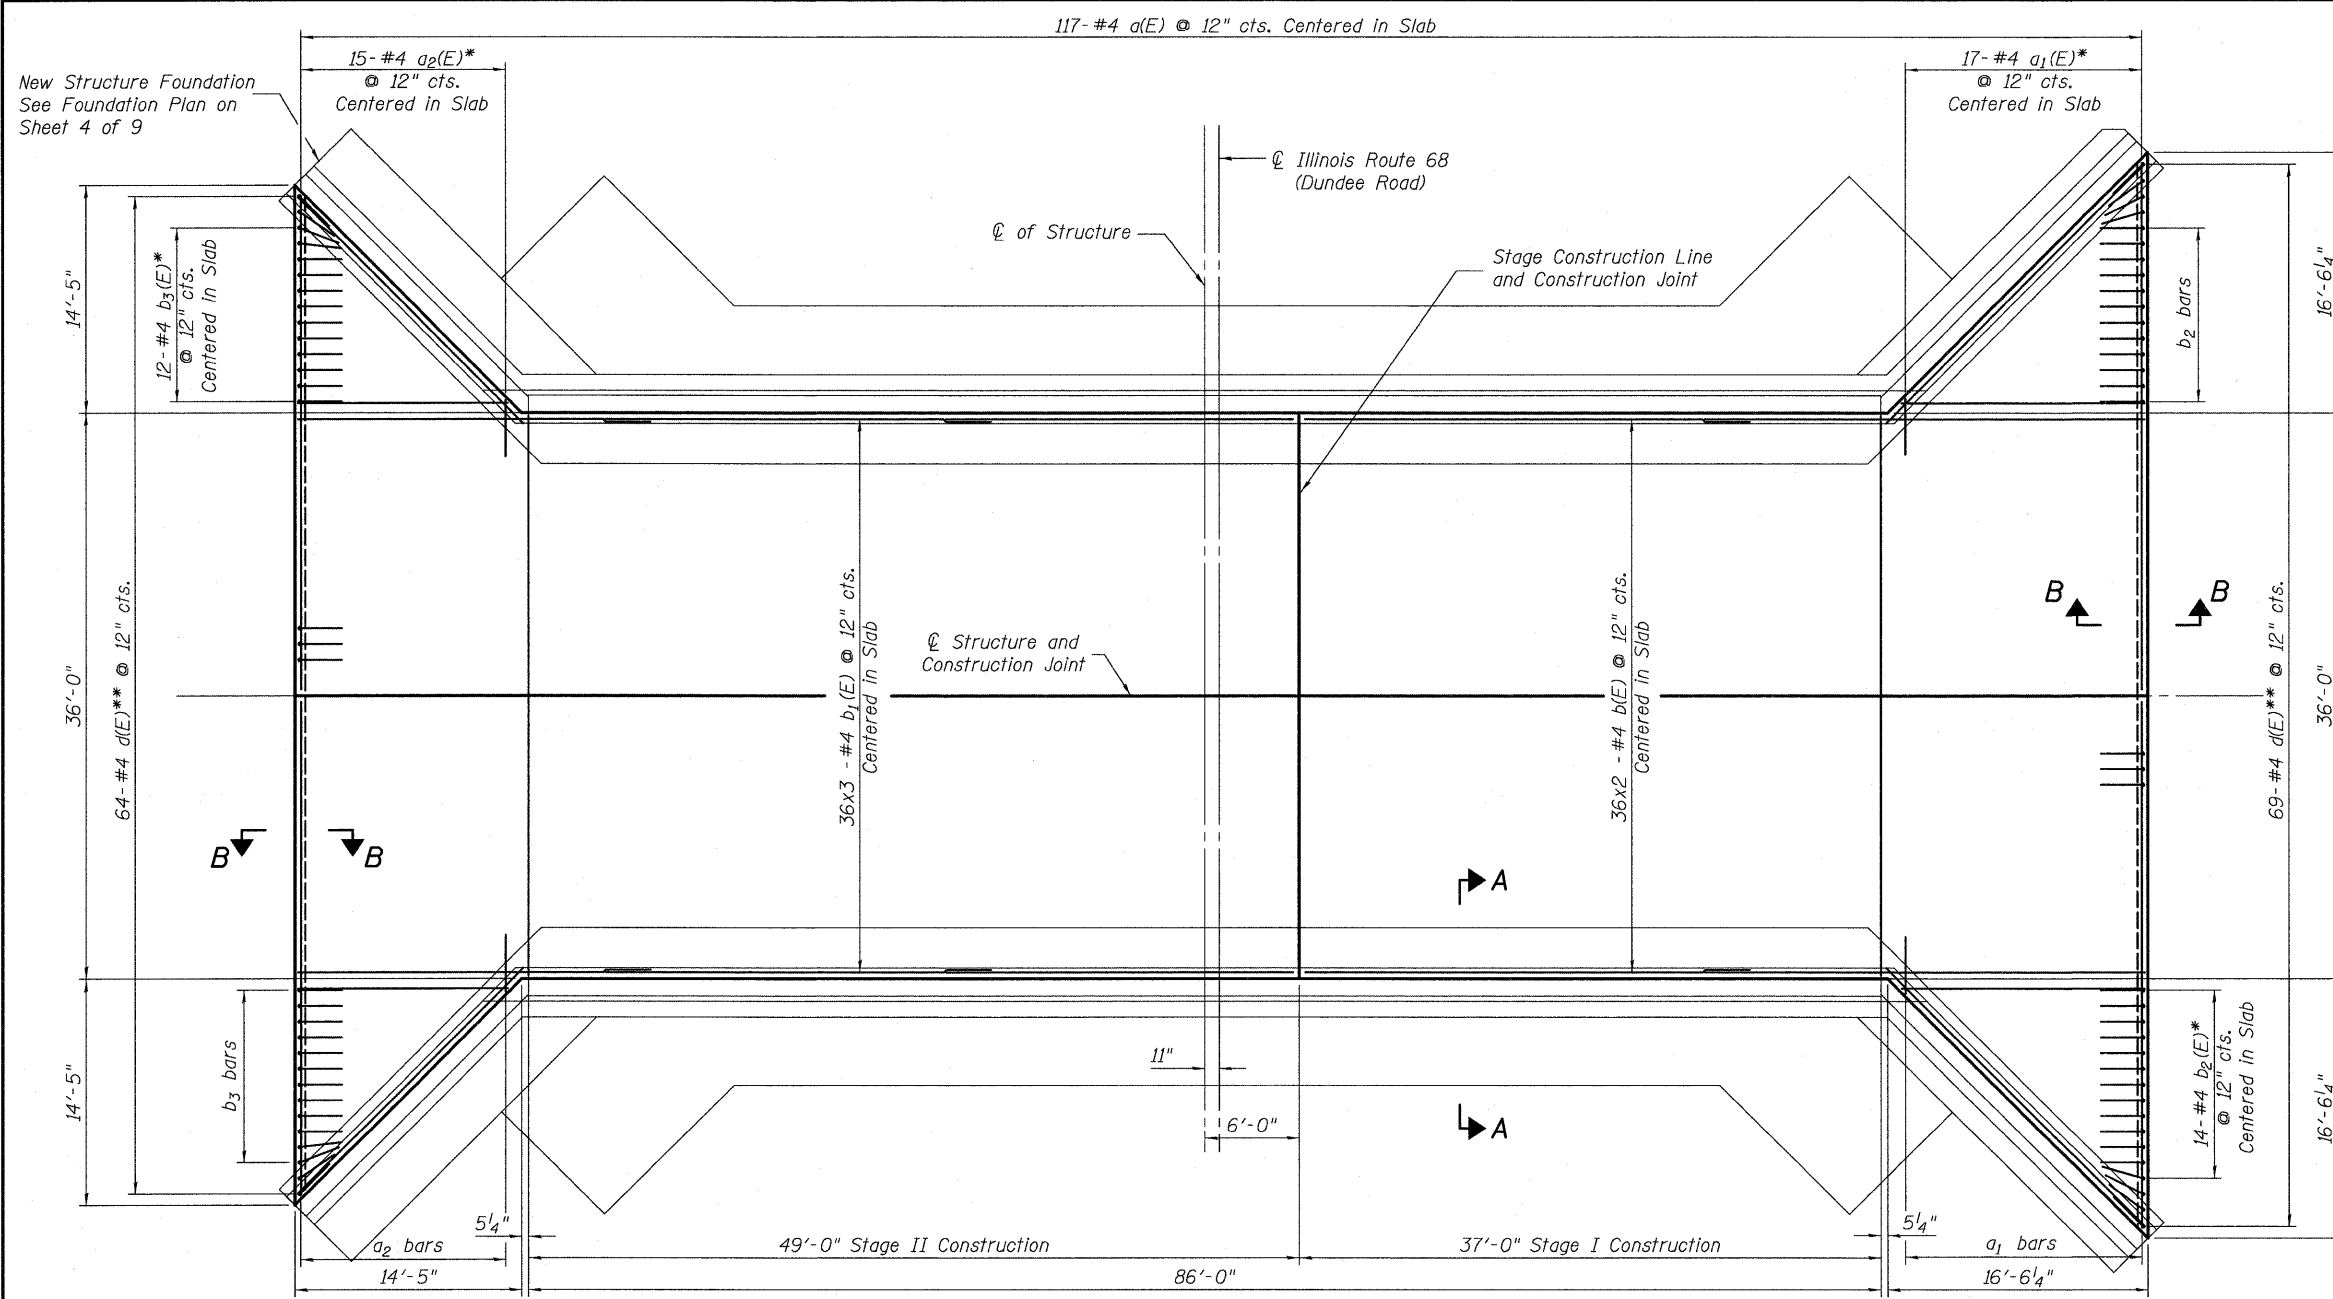 117-#4 a(E) @ 12" cts. Centered in Slab
15-#4 a2(E)*
@ 12" cts.
Centered in Slab
17-#4 a1(E)*
@ 12" cts.
Centered in Slab
New Structure Foundation
See Foundation Plan on
Sheet 4 of 9
℄ Illinois Route 68
(Dundee Road)
℄ of Structure
Stage Construction Line
and Construction Joint
14'-5"
12-#4 b3(E)*
@ 12" cts.
Centered in Slab
b2 bars
16'-6¼"
64-#4 d(E)** @ 12" cts.
36'-0"
36x3 - #4 b1(E) @ 12" cts.
Centered in Slab
℄ Structure and
Construction Joint
36x2 - #4 b(E) @ 12" cts.
Centered in Slab
B
B
69-#4 d(E)** @ 12" cts.
36'-0"
B
B
A
14'-5"
b3 bars
11"
6'-0"
A
14-#4 b2(E)*
@ 12" cts.
Centered in Slab
16'-6¼"
5¼"
a2 bars
49'-0" Stage II Construction
37'-0" Stage I Construction
5¼"
a1 bars
14'-5"
86'-0"
16'-6¼"